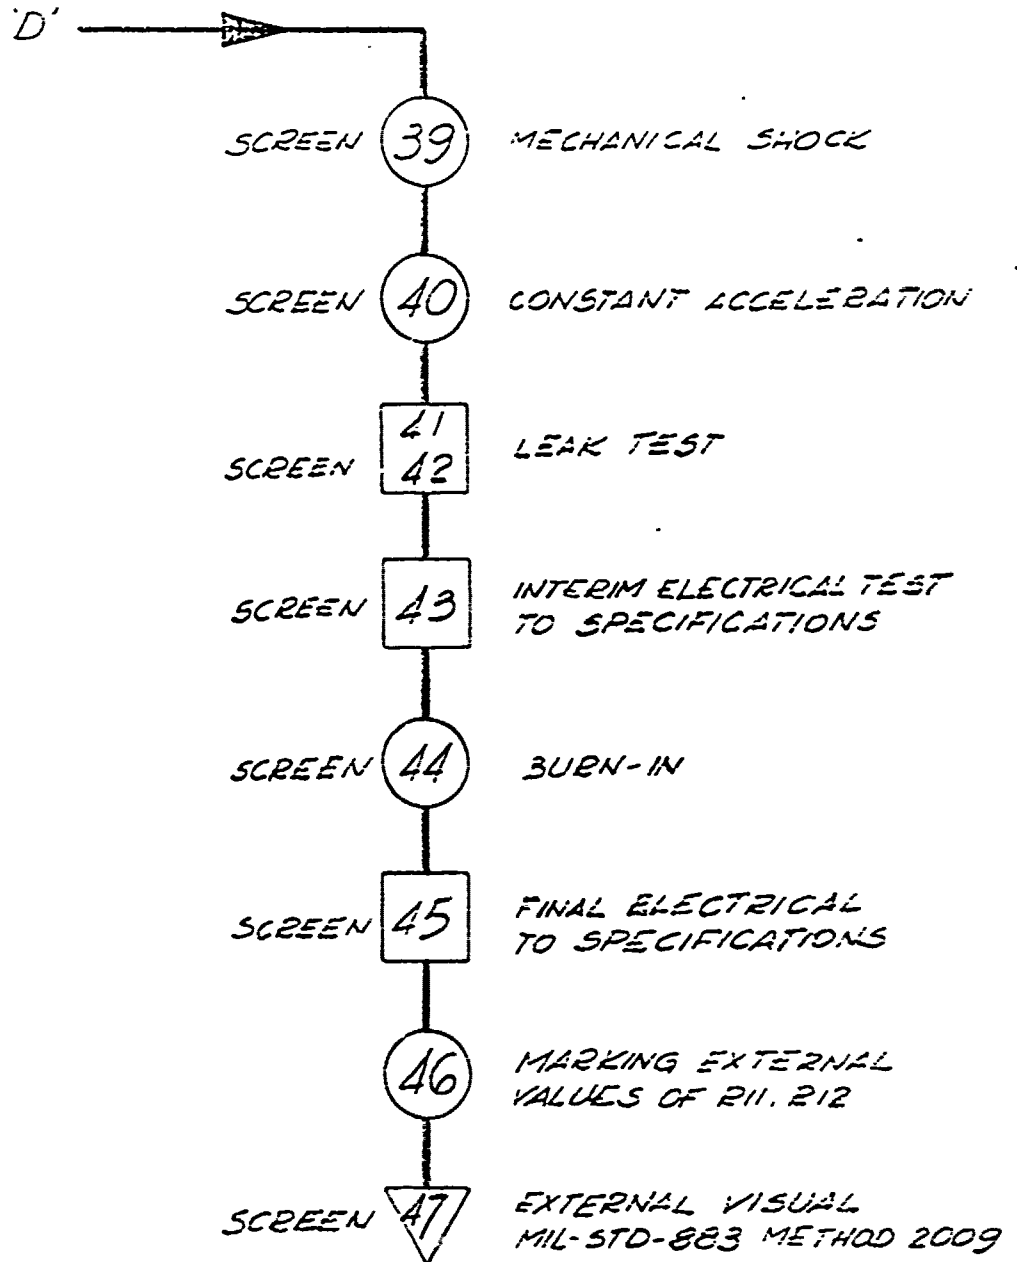 'D'
SCREEN 39 MECHANICAL SHOCK
SCREEN 40 CONSTANT ACCELERATION
41
SCREEN 42 LEAK TEST
SCREEN 43 INTERIM ELECTRICAL TEST
TO SPECIFICATIONS
SCREEN 44 BURN-IN
SCREEN 45 FINAL ELECTRICAL
TO SPECIFICATIONS
46 MARKING EXTERNAL
VALUES OF R11. R12
SCREEN 47 EXTERNAL VISUAL
MIL-STD-883 METHOD 2009